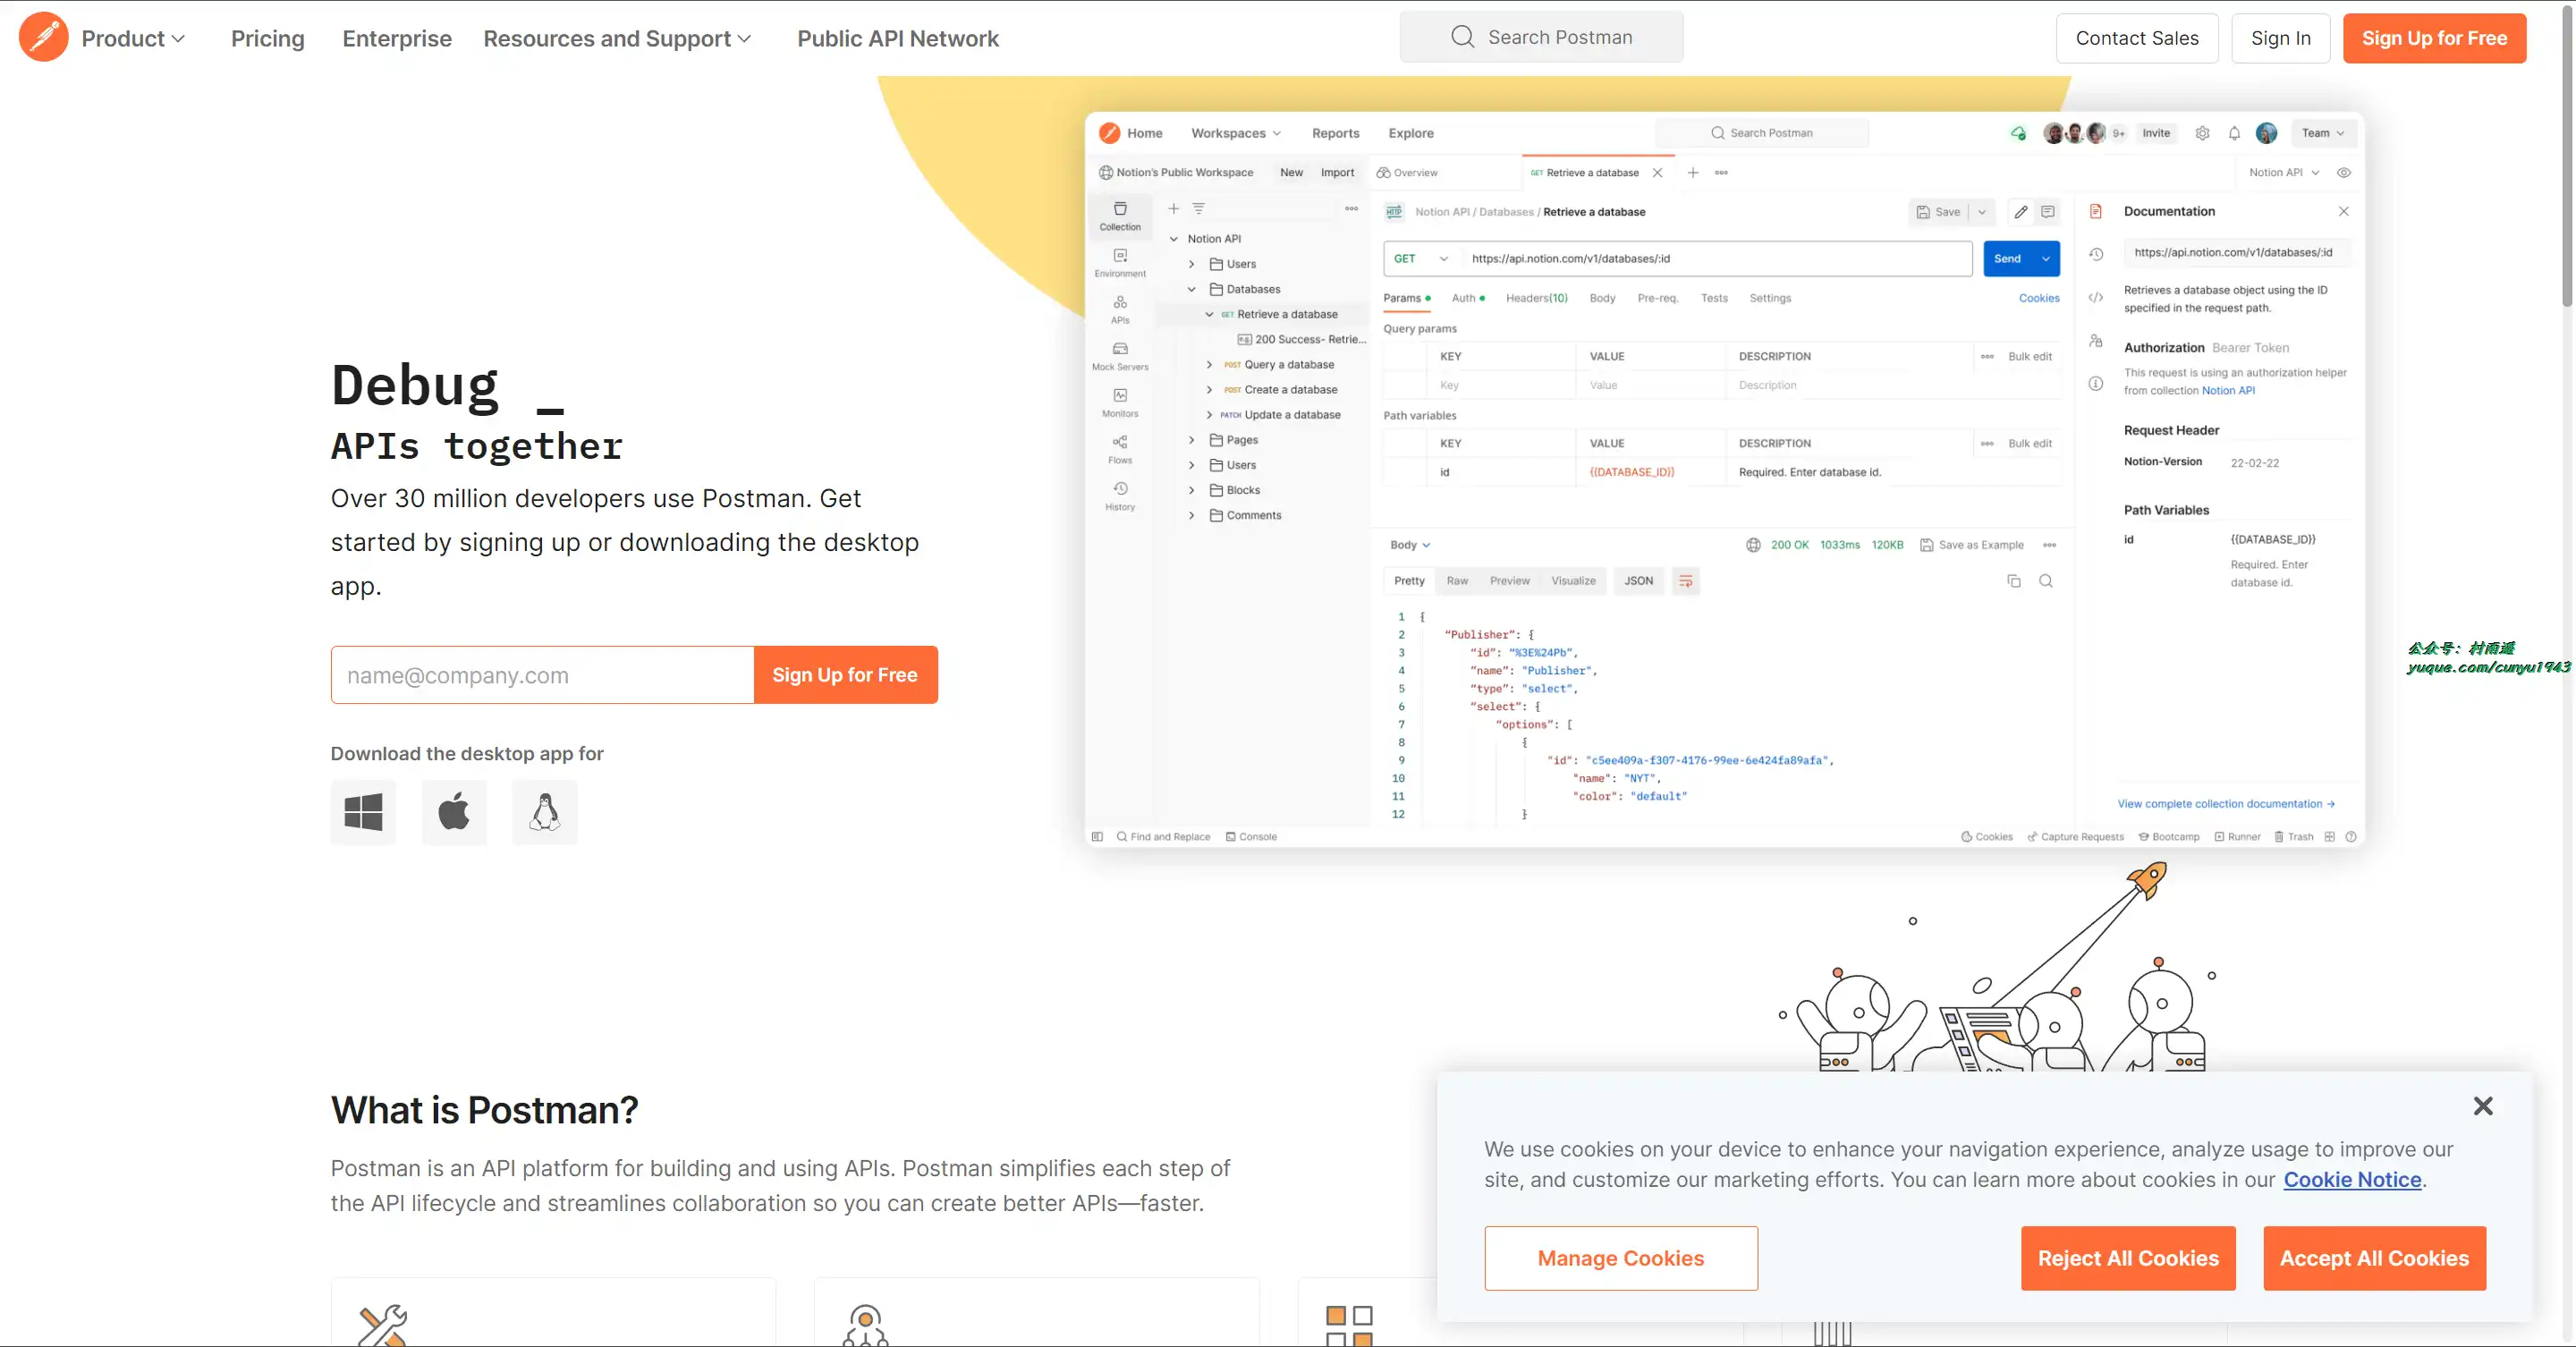 Product
Pricing
Enterprise
Resources and Support
Public API Network
Search Postman
Contact Sales
Sign In
Sign Up for Free
Debug _
APIs together
Over 30 million developers use Postman. Get
started by signing up or downloading the desktop
app.
name@company.com
Sign Up for Free
Download the desktop app for
Home
Workspaces
Reports
Explore
Search Postman
9+
Invite
Team
Notion's Public Workspace
New
Import
Overview
GET Retrieve a database
Notion API
Collection
Environment
APIs
Mock Servers
Monitors
Flows
History
Notion API
Users
Databases
GET Retrieve a database
200 Success- Retrie...
POST Query a database
POST Create a database
PATCH Update a database
Pages
Users
Blocks
Comments
HTTP
Notion API / Databases / Retrieve a database
Save
GET
https://api.notion.com/v1/databases/:id
Send
Params
Auth
Headers(10)
Body
Pre-req.
Tests
Settings
Cookies
Query params
KEY VALUE DESCRIPTION
Bulk edit
Key Value Description
Path variables
KEY VALUE DESCRIPTION
Bulk edit
id {{DATABASE_ID}} Required. Enter database id.
Body
200 OK 1033ms 120KB
Save as Example
Pretty Raw Preview Visualize JSON
1 {
2 “Publisher”: {
3 “id”: “%3E%24Pb”,
4 “name”: "Publisher",
5 “type”: "select",
6 “select”: {
7 “options”: [
8 {
9 "id": "c5ee409a-f307-4176-99ee-6e424fa89afa",
10 "name": "NYT",
11 "color": "default"
12 }
Documentation
https://api.notion.com/v1/databases/:id
Retrieves a database object using the ID
specified in the request path.
Authorization Bearer Token
This request is using an authorization helper
from collection Notion API
Request Header
Notion-Version 22-02-22
Path Variables
id {{DATABASE_ID}}
Required. Enter
database id.
View complete collection documentation →
Find and Replace
Console
Cookies
Capture Requests
Bootcamp
Runner
Trash
公众号：村雨遥
yuque.com/cunyu1943
What is Postman?
Postman is an API platform for building and using APIs. Postman simplifies each step of
the API lifecycle and streamlines collaboration so you can create better APIs—faster.
We use cookies on your device to enhance your navigation experience, analyze usage to improve our
site, and customize our marketing efforts. You can learn more about cookies in our Cookie Notice.
Manage Cookies
Reject All Cookies
Accept All Cookies